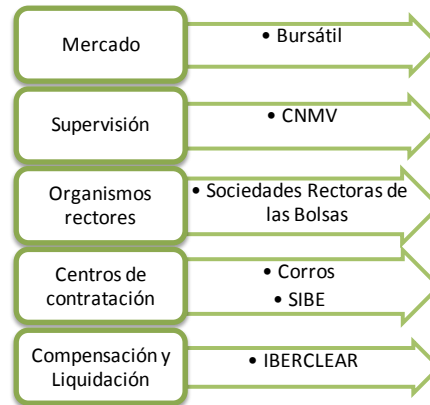 Mercado
• Bursátil
Supervisión
• CNMV
Organismos
rectores
• Sociedades Rectoras de
las Bolsas
Centros de
contratación
• Corros
• SIBE
Compensación y
Liquidación
• IBERCLEAR